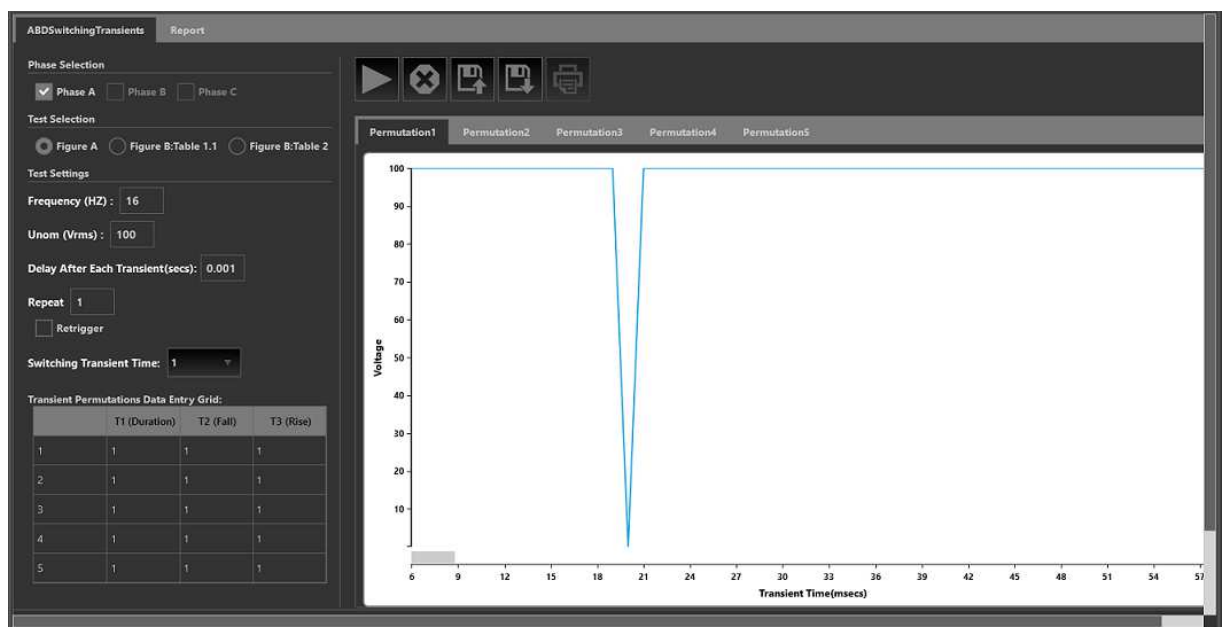 ABDSwitchingTransients Report
Phase Selection
Phase A Phase B Phase C
Test Selection
Figure A Figure B:Table 1.1 Figure B:Table 2
Test Settings
Frequency (HZ) : 16
Unom (Vrms) : 100
Delay After Each Transient(secs): 0.001
Repeat 1
Retrigger
Switching Transient Time: 1
Transient Permutations Data Entry Grid:
T1 (Duration) T2 (Fall) T3 (Rise)
1 1 1 1
2 1 1 1
3 1 1 1
4 1 1 1
5 1 1 1
Permutation1 Permutation2 Permutation3 Permutation4 Permutation5
100
90
80
70
60
50
40
30
20
10
Voltage
6 9 12 15 18 21 24 27 30 33 36 39 42 45 48 51 54 57
Transient Time(msecs)